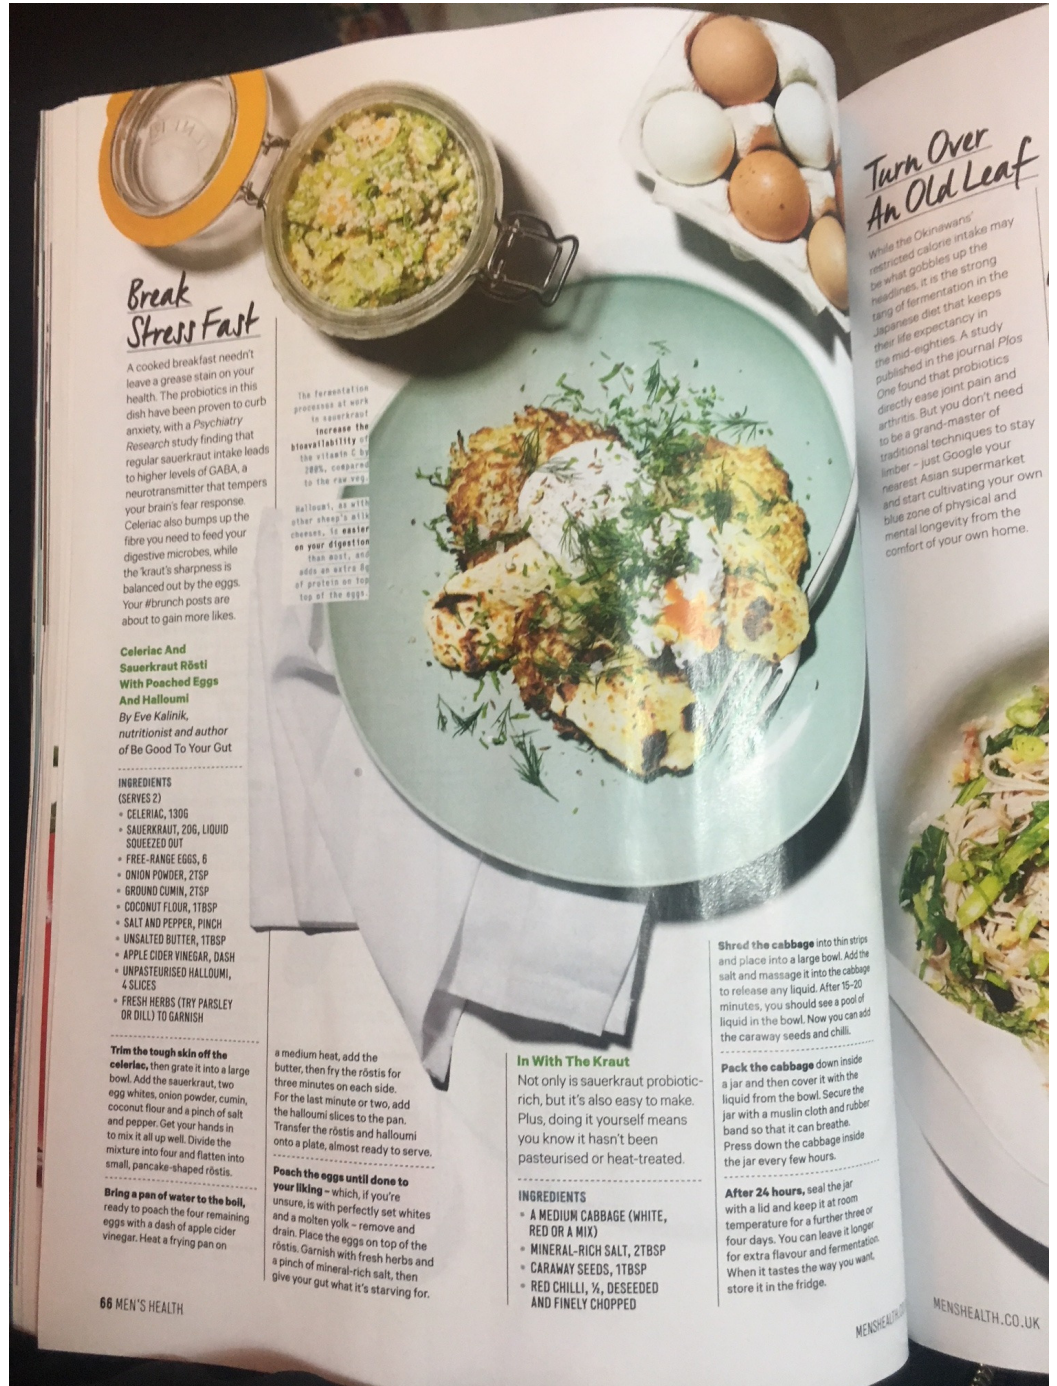 Break
Stress Fast
A cooked breakfast needn't
leave a grease stain on your
health. The probiotics in this
dish have been proven to curb
anxiety, with a Psychiatry
Research study finding that
regular sauerkraut intake leads
to higher levels of GABA, a
neurotransmitter that tempers
your brain's fear response.
Celeriac also bumps up the
fibre you need to feed your
digestive microbes, while
the 'kraut's sharpness is
balanced out by the eggs.
Your #brunch posts are
about to gain more likes.
The fermentation
processes at work
in sauerkraut
increase the
bioavailability of
the vitamin C by
200%, compared
to the raw veg.
Halloumi, as with
other sheep's milk
cheeses, is easier
on your digestion
than most, and
adds an extra 8g
of protein on top
top of the eggs.
Celeriac And
Sauerkraut Rösti
With Poached Eggs
And Halloumi
By Eve Kalinik,
nutritionist and author
of Be Good To Your Gut
INGREDIENTS
(SERVES 2)
• CELERIAC, 130G
• SAUERKRAUT, 20G, LIQUID
SQUEEZED OUT
• FREE-RANGE EGGS, 6
• ONION POWDER, 2TSP
• GROUND CUMIN, 2TSP
• COCONUT FLOUR, 1TBSP
• SALT AND PEPPER, PINCH
• UNSALTED BUTTER, 1TBSP
• APPLE CIDER VINEGAR, DASH
• UNPASTEURISED HALLOUMI,
4 SLICES
• FRESH HERBS (TRY PARSLEY
OR DILL) TO GARNISH
Trim the tough skin off the
celeriac, then grate it into a large
bowl. Add the sauerkraut, two
egg whites, onion powder, cumin,
coconut flour and a pinch of salt
and pepper. Get your hands in
to mix it all up well. Divide the
mixture into four and flatten into
small, pancake-shaped röstis.
Bring a pan of water to the boil,
ready to poach the four remaining
eggs with a dash of apple cider
vinegar. Heat a frying pan on
a medium heat, add the
butter, then fry the röstis for
three minutes on each side.
For the last minute or two, add
the halloumi slices to the pan.
Transfer the röstis and halloumi
onto a plate, almost ready to serve.
Poach the eggs until done to
your liking – which, if you're
unsure, is with perfectly set whites
and a molten yolk – remove and
drain. Place the eggs on top of the
röstis. Garnish with fresh herbs and
a pinch of mineral-rich salt, then
give your gut what it's starving for.
In With The Kraut
Not only is sauerkraut probiotic-
rich, but it's also easy to make.
Plus, doing it yourself means
you know it hasn't been
pasteurised or heat-treated.
INGREDIENTS
• A MEDIUM CABBAGE (WHITE,
RED OR A MIX)
• MINERAL-RICH SALT, 2TBSP
• CARAWAY SEEDS, 1TBSP
• RED CHILLI, ½, DESEEDED
AND FINELY CHOPPED
Shred the cabbage into thin strips
and place into a large bowl. Add the
salt and massage it into the cabbage
to release any liquid. After 15-20
minutes, you should see a pool of
liquid in the bowl. Now you can add
the caraway seeds and chilli.
Pack the cabbage down inside
a jar and then cover it with the
liquid from the bowl. Secure the
jar with a muslin cloth and rubber
band so that it can breathe.
Press down the cabbage inside
the jar every few hours.
After 24 hours, seal the jar
with a lid and keep it at room
temperature for a further three or
four days. You can leave it longer
for extra flavour and fermentation.
When it tastes the way you want,
store it in the fridge.
66 MEN'S HEALTH
Turn Over
An Old Leaf
While the Okinawans'
restricted calorie intake may
be what gobbles up the
headlines, it is the strong
tang of fermentation in the
Japanese diet that keeps
their life expectancy in
the mid-eighties. A study
published in the journal Plos
One found that probiotics
directly ease joint pain and
arthritis. But you don't need
to be a grand-master of
traditional techniques to stay
limber – just Google your
nearest Asian supermarket
and start cultivating your own
blue zone of physical and
mental longevity from the
comfort of your own home.
MENSHEALTH.CO.UK